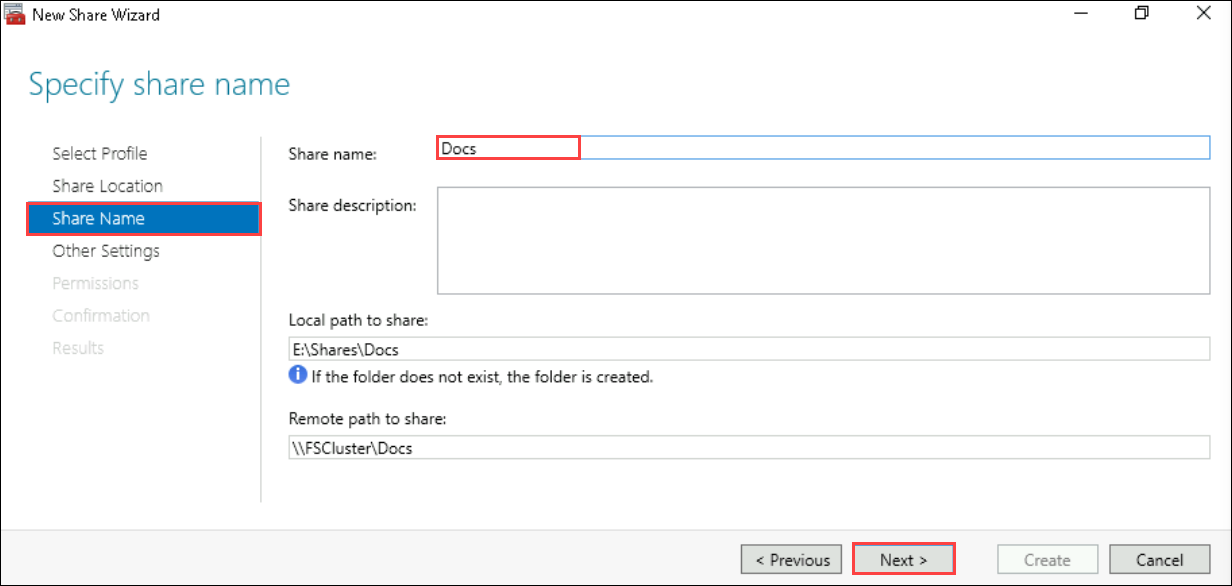 New Share Wizard
Specify share name
Select Profile
Share Location
Share Name
Other Settings
Permissions
Confirmation
Results
Share name:
Docs
Share description:
Local path to share:
E:\Shares\Docs
If the folder does not exist, the folder is created.
Remote path to share:
\\FSCluster\Docs
< Previous
Next >
Create
Cancel